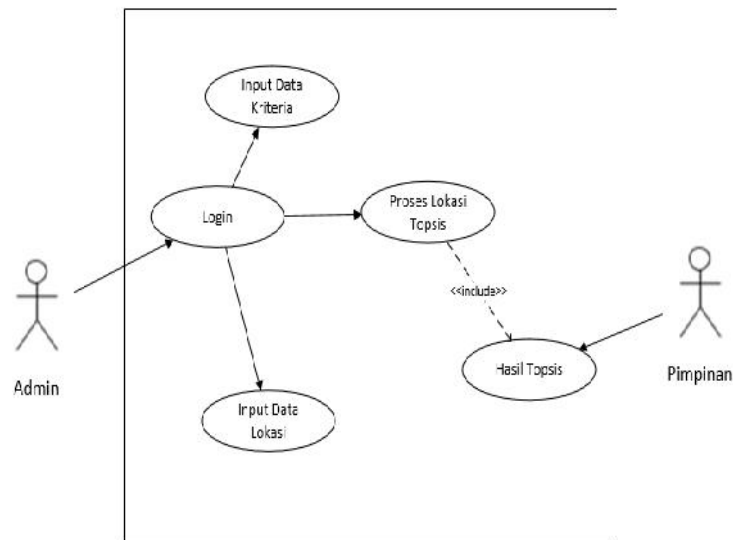 Input Data
Kriteria
Login
Proses Lokasi
Topsis
<<include>>
Admin
Hasil Topsis
Pimpinan
Input Data
Lokasi